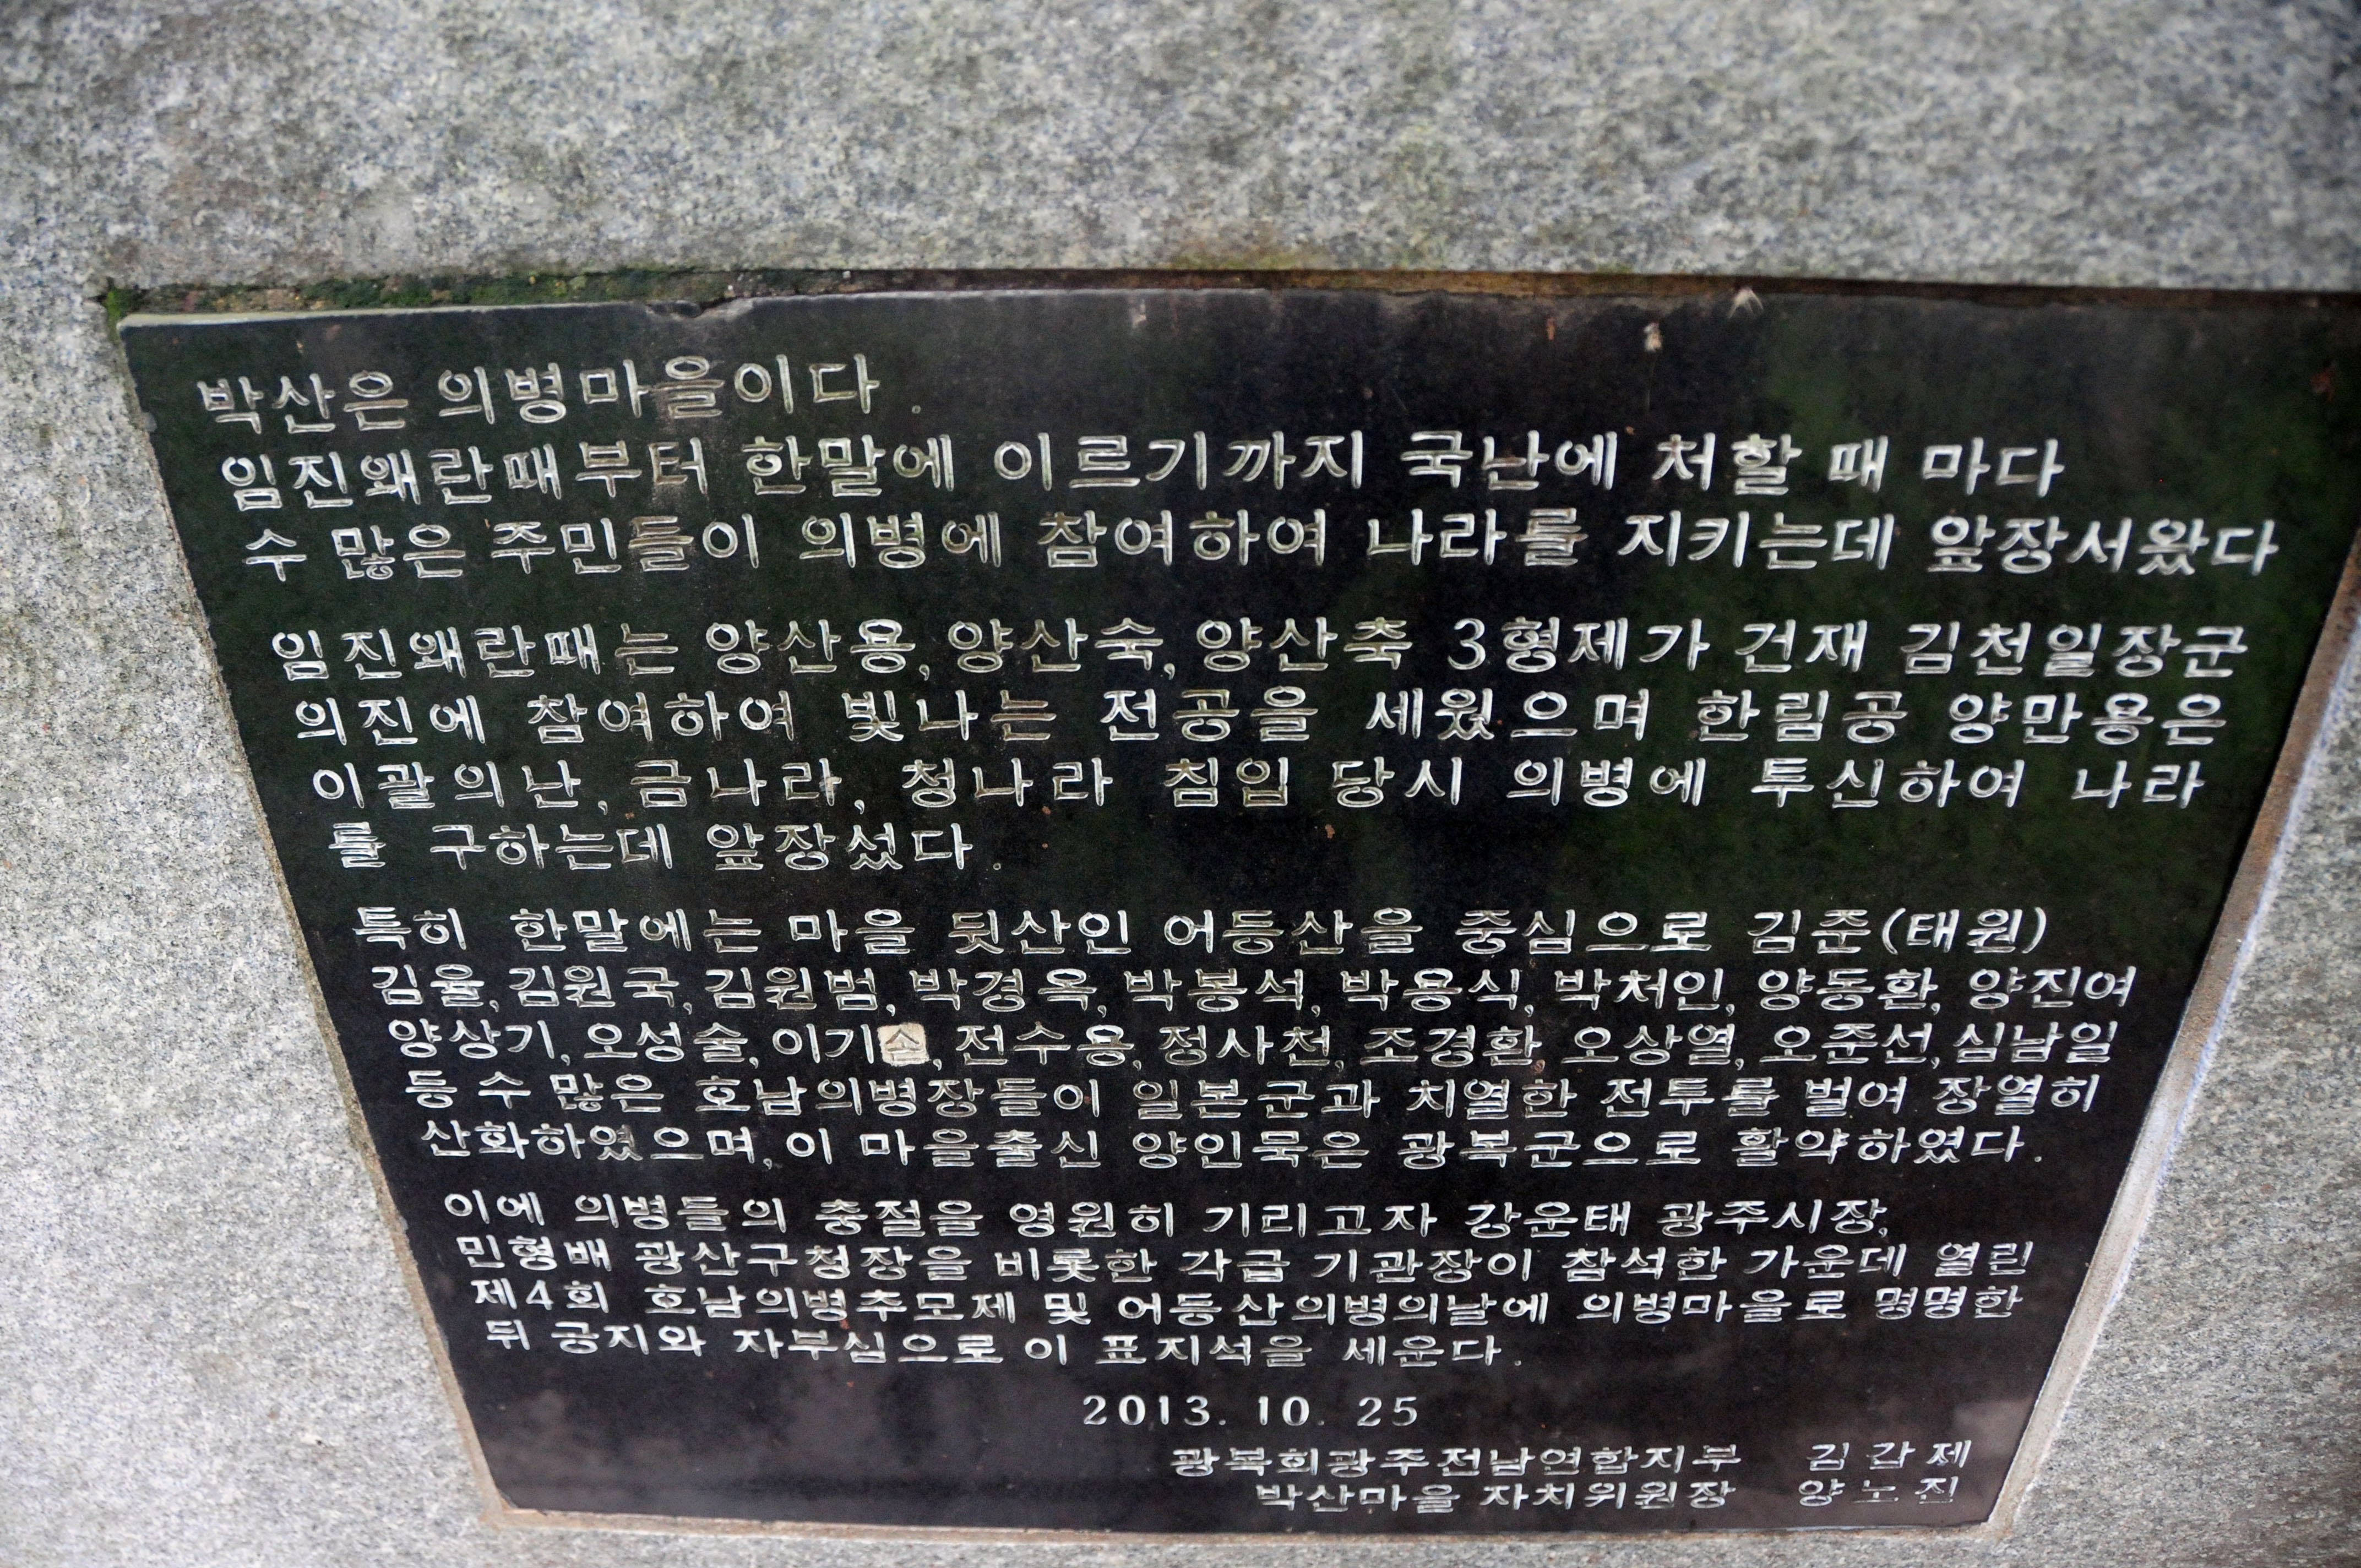 박산은 의병마을이다.
임진왜란때부터 한말에 이르기까지 국난에 처할 때 마다
수 많은 주민들이 의병에 참여하여 나라를 지키는데 앞장서왔다
임진왜란때는 양산용, 양산숙, 양산축 3형제가 건재 김천일장군
의진에 참여하여 빛나는 전공을 세웠으며 한림공 양만용은
이괄의난, 금나라, 청나라 침입 당시 의병에 투신하여 나라
를 구하는데 앞장섰다.
특히 한말에는 마을 뒷산인 어등산을 중심으로 김준(태원)
김율, 김원국, 김원범, 박경옥, 박봉석, 박용식, 박처인, 양동환, 양진여
양상기, 오성술, 이기손, 전수용, 정사천, 조경환, 오상열, 오준선, 심남일
등 수 많은 호남의병장들이 일본군과 치열한 전투를 벌여 장열히
산화하였으며, 이 마을출신 양인묵은 광복군으로 활약하였다.
이에 의병들의 충절을 영원히 기리고자 강운태 광주시장,
민형배 광산구청장을 비롯한 각급 기관장이 참석한 가운데 열린
제4회 호남의병추모제 및 어등산의병의날에 의병마을로 명명한
뒤 긍지와 자부심으로 이 표지석을 세운다.
2013. 10. 25
광복회광주전남연합지부 김갑제
박산마을 자치위원장 양노진